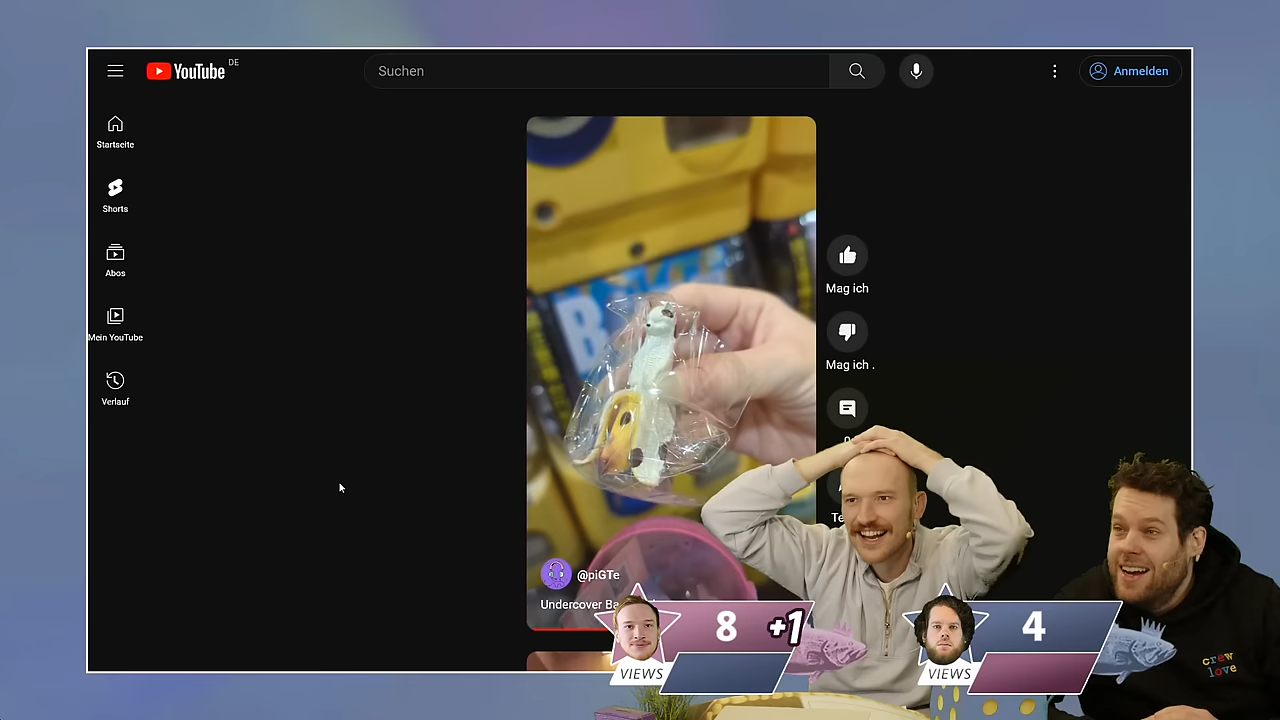 YouTube DE
Suchen
Anmelden
Startseite
Shorts
Abos
Mein YouTube
Verlauf
B
Mag ich
Mag ich .
@piGTe
Undercover Ba
8 +1
4
VIEWS
VIEWS
crew
love